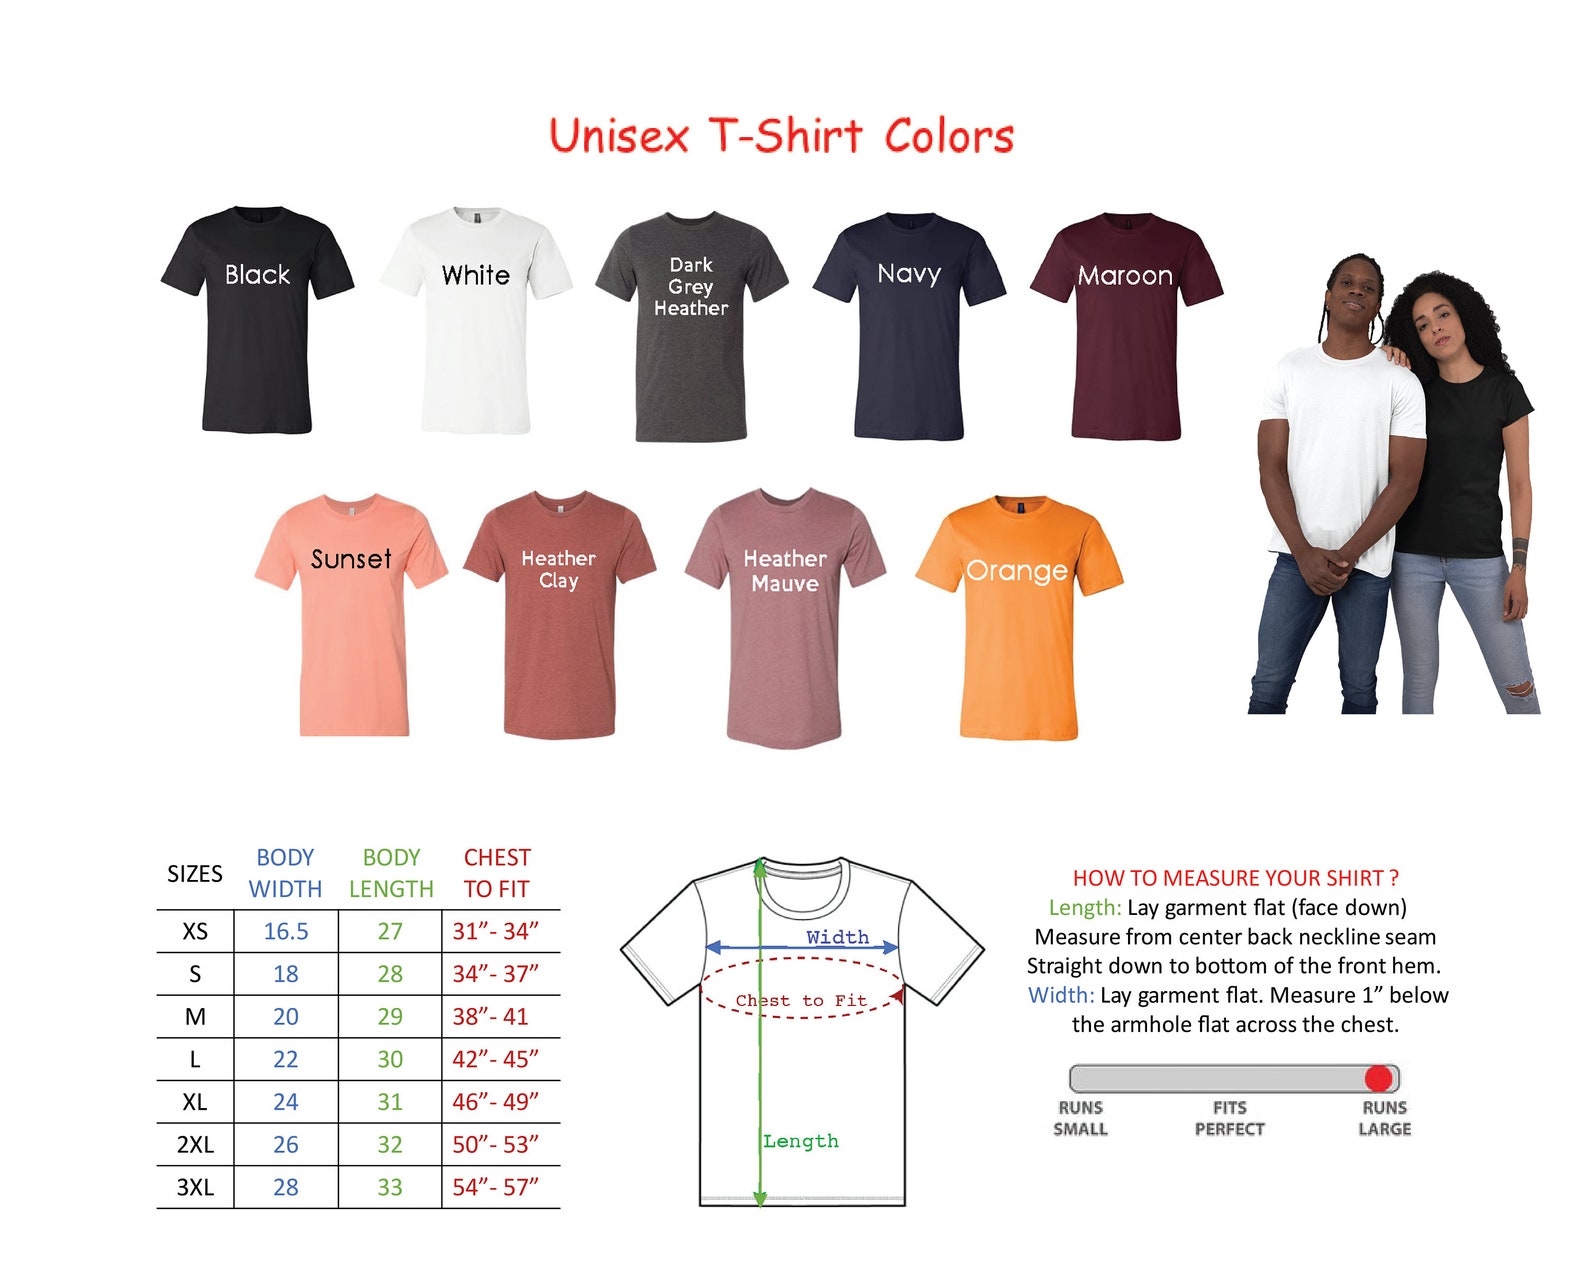 Unisex T-Shirt Colors
Black
White
Dark
Grey
Heather
Navy
Maroon
Sunset
Heather
Clay
Heather
Mauve
Orange
SIZES
BODY
WIDTH
BODY
LENGTH
CHEST
TO FIT
XS 16.5 27 31”- 34”
S 18 28 34”- 37”
M 20 29 38”- 41
L 22 30 42”- 45”
XL 24 31 46”- 49”
2XL 26 32 50”- 53”
3XL 28 33 54”- 57”
Width
Chest to Fit
Length
HOW TO MEASURE YOUR SHIRT ?
Length: Lay garment flat (face down)
Measure from center back neckline seam
Straight down to bottom of the front hem.
Width: Lay garment flat. Measure 1” below
the armhole flat across the chest.
RUNS
SMALL
FITS
PERFECT
RUNS
LARGE